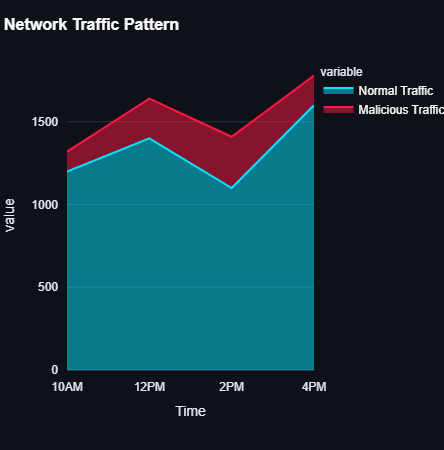 Network Traffic Pattern
variable
Normal Traffic
Malicious Traffic
1500
1000
500
0
value
10AM 12PM 2PM 4PM
Time